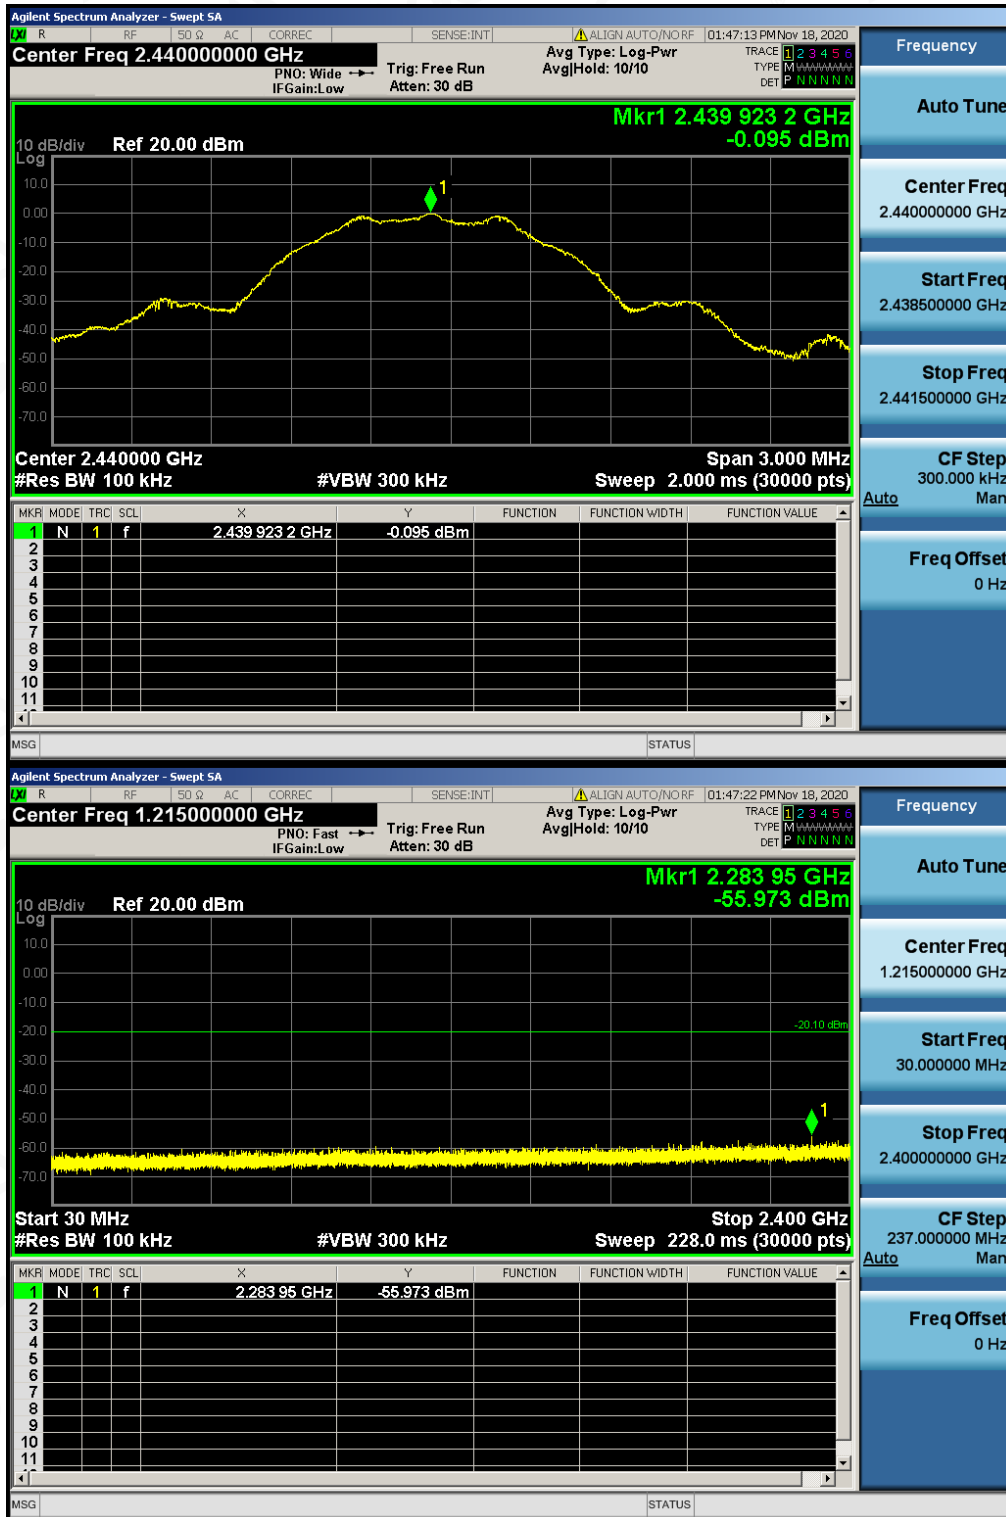 Agilent Spectrum Analyzer - Swept SA
LXI R RF 50 Ω AC CORREC SENSE:INT ALIGN AUTO/NO RF 01:47:13 PM Nov 18, 2020
Center Freq 2.440000000 GHz
PNO: Wide
IFGain:Low
Trig: Free Run
Atten: 30 dB
Avg Type: Log-Pwr
Avg|Hold: 10/10
TRACE 1 2 3 4 5 6
TYPE M WWWWW
DET P N N N N N
Mkr1 2.439 923 2 GHz
-0.095 dBm
10 dB/div Ref 20.00 dBm
Log
10.0
0.00
-10.0
-20.0
-30.0
-40.0
-50.0
-60.0
-70.0
1
Center 2.440000 GHz Span 3.000 MHz
#Res BW 100 kHz #VBW 300 kHz Sweep 2.000 ms (30000 pts)
MKR MODE TRC SCL X Y FUNCTION FUNCTION WIDTH FUNCTION VALUE
1 N 1 f 2.439 923 2 GHz -0.095 dBm
2
3
4
5
6
7
8
9
10
11
MSG STATUS
Frequency
Auto Tune
Center Freq
2.440000000 GHz
Start Freq
2.438500000 GHz
Stop Freq
2.441500000 GHz
CF Step
300.000 kHz
Auto Man
Freq Offset
0 Hz
Agilent Spectrum Analyzer - Swept SA
LXI R RF 50 Ω AC CORREC SENSE:INT ALIGN AUTO/NO RF 01:47:22 PM Nov 18, 2020
Center Freq 1.215000000 GHz
PNO: Fast
IFGain:Low
Trig: Free Run
Atten: 30 dB
Avg Type: Log-Pwr
Avg|Hold: 10/10
TRACE 1 2 3 4 5 6
TYPE M WWWWW
DET P N N N N N
Mkr1 2.283 95 GHz
-55.973 dBm
10 dB/div Ref 20.00 dBm
Log
10.0
0.00
-10.0
-20.0
-30.0
-40.0
-50.0
-60.0
-70.0
-20.10 dBm
1
Start 30 MHz Stop 2.400 GHz
#Res BW 100 kHz #VBW 300 kHz Sweep 228.0 ms (30000 pts)
MKR MODE TRC SCL X Y FUNCTION FUNCTION WIDTH FUNCTION VALUE
1 N 1 f 2.283 95 GHz -55.973 dBm
2
3
4
5
6
7
8
9
10
11
MSG STATUS
Frequency
Auto Tune
Center Freq
1.215000000 GHz
Start Freq
30.000000 MHz
Stop Freq
2.400000000 GHz
CF Step
237.000000 MHz
Auto Man
Freq Offset
0 Hz